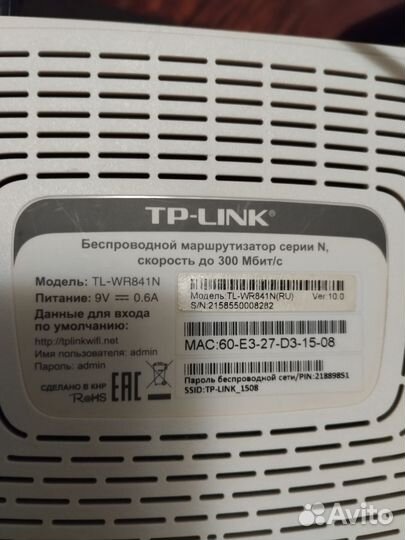 TP-LINK®
Беспроводной маршрутизатор серии N,
скорость до 300 Мбит/с
Модель: TL-WR841N
Питание: 9V ⎓ 0.6A
Данные для входа
по умолчанию:
http://tplinkwifi.net
Имя пользователя: admin
Пароль: admin
СДЕЛАНО В КНР
RoHS
EAC
Модель:TL-WR841N(RU) Ver:10.0
S/N:2158550008282
MAC:60-E3-27-D3-15-08
Пароль беспроводной сети/PIN:21889851
SSID:TP-LINK_1508
Avito